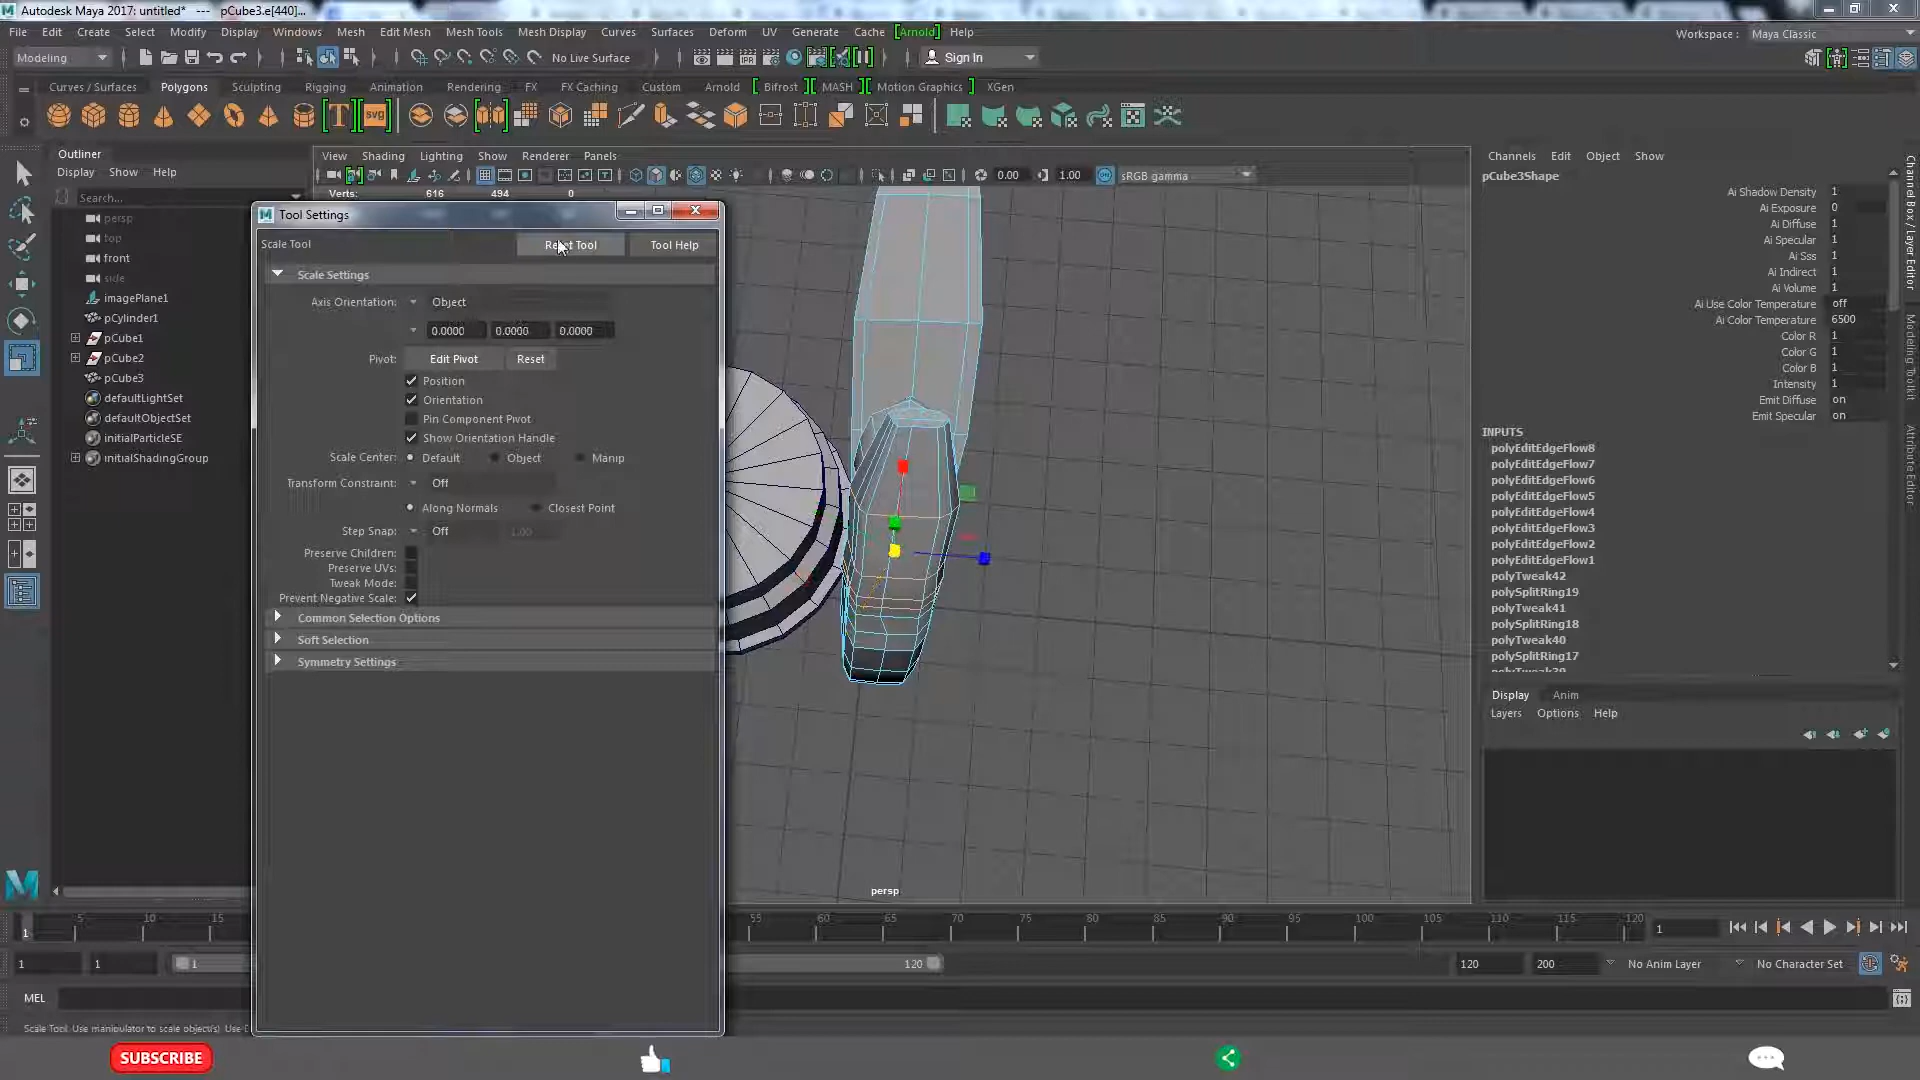 Autodesk Maya 2017: untitled*   ---   pCube3.e[440]...
File Edit Create Select Modify Display Windows Mesh Edit Mesh Mesh Tools Mesh Display Curves Surfaces Deform UV Generate Cache [Arnold] Help
Workspace : Maya Classic
Modeling No Live Surface Sign In
Curves / Surfaces Polygons Sculpting Rigging Animation Rendering FX FX Caching Custom Arnold Bifrost MASH Motion Graphics XGen
T svg
Outliner
Display Show Help
Search...
persp
top
front
side
imagePlane1
pCylinder1
pCube1
pCube2
pCube3
defaultLightSet
defaultObjectSet
initialParticleSE
initialShadingGroup
View Shading Lighting Show Renderer Panels
0.00 1.00 sRGB gamma
Verts: 616 494 0
Tool Settings
Scale Tool Reset Tool Tool Help
Scale Settings
Axis Orientation: Object
0.0000 0.0000 0.0000
Pivot: Edit Pivot Reset
Position
Orientation
Pin Component Pivot
Show Orientation Handle
Scale Center: Default Object Manip
Transform Constraint: Off
Along Normals Closest Point
Step Snap: Off 1.00
Preserve Children:
Preserve UVs:
Tweak Mode:
Prevent Negative Scale:
Common Selection Options
Soft Selection
Symmetry Settings
persp
Channels Edit Object Show
pCube3Shape
Ai Shadow Density 1
Ai Exposure 0
Ai Diffuse 1
Ai Specular 1
Ai Sss 1
Ai Indirect 1
Ai Volume 1
Ai Use Color Temperature off
Ai Color Temperature 6500
Color R 1
Color G 1
Color B 1
Intensity 1
Emit Diffuse on
Emit Specular on
INPUTS
polyEditEdgeFlow8
polyEditEdgeFlow7
polyEditEdgeFlow6
polyEditEdgeFlow5
polyEditEdgeFlow4
polyEditEdgeFlow3
polyEditEdgeFlow2
polyEditEdgeFlow1
polyTweak42
polySplitRing19
polyTweak41
polySplitRing18
polyTweak40
polySplitRing17
polyTweak39
Display Anim
Layers Options Help
Channel Box / Layer Editor
Modeling Toolkit
Attribute Editor
1 5 10 15 55 60 65 70 75 80 85 90 95 100 105 110 115 120 1
1 1 1 120 120 200 No Anim Layer No Character Set
MEL
Scale Tool: Use manipulator to scale object(s). Use
SUBSCRIBE